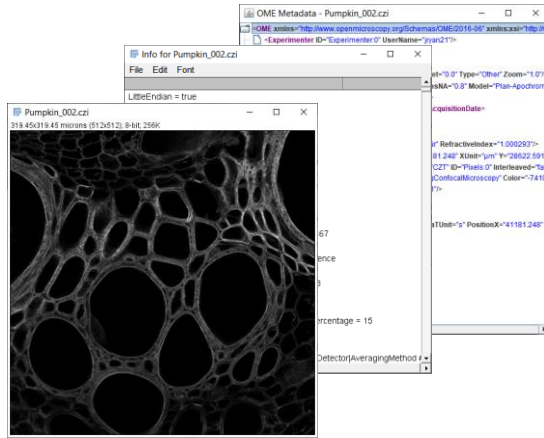 OME Metadata - Pumpkin_002.czi
<OME xmlns="http://www.openmicroscopy.org/Schemas/OME/2016-06" xmlns:xsi="http://
<Experimenter ID="Experimenter:0" UserName="jryan21"/>
Info for Pumpkin_002.czi
File Edit Font
et="0.0" Type="Other" Zoom="1.0"/
sNA="0.8" Model="Plan-Apochrom
LittleEndian = true
AcquisitionDate>
Pumpkin_002.czi
319.45x319.45 microns (512x512); 8-bit; 256K
RefractiveIndex="1.000293"/>
81.248" XUnit="µm" Y="28622.591
CZT" ID="Pixels:0" Interleaved="fa
ConfocalMicroscopy" Color="-7410
67
aTUnit="s" PositionX="41181.248"
ence
ercentage = 15
Detector|AveragingMethod #